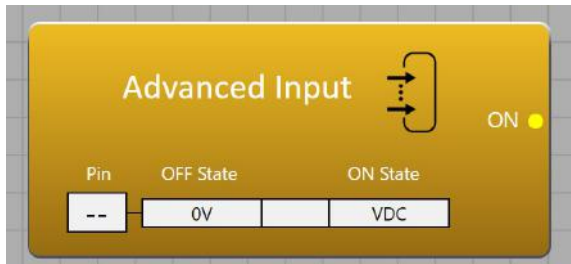 Advanced Input
ON
Pin OFF State ON State
-- 0V VDC